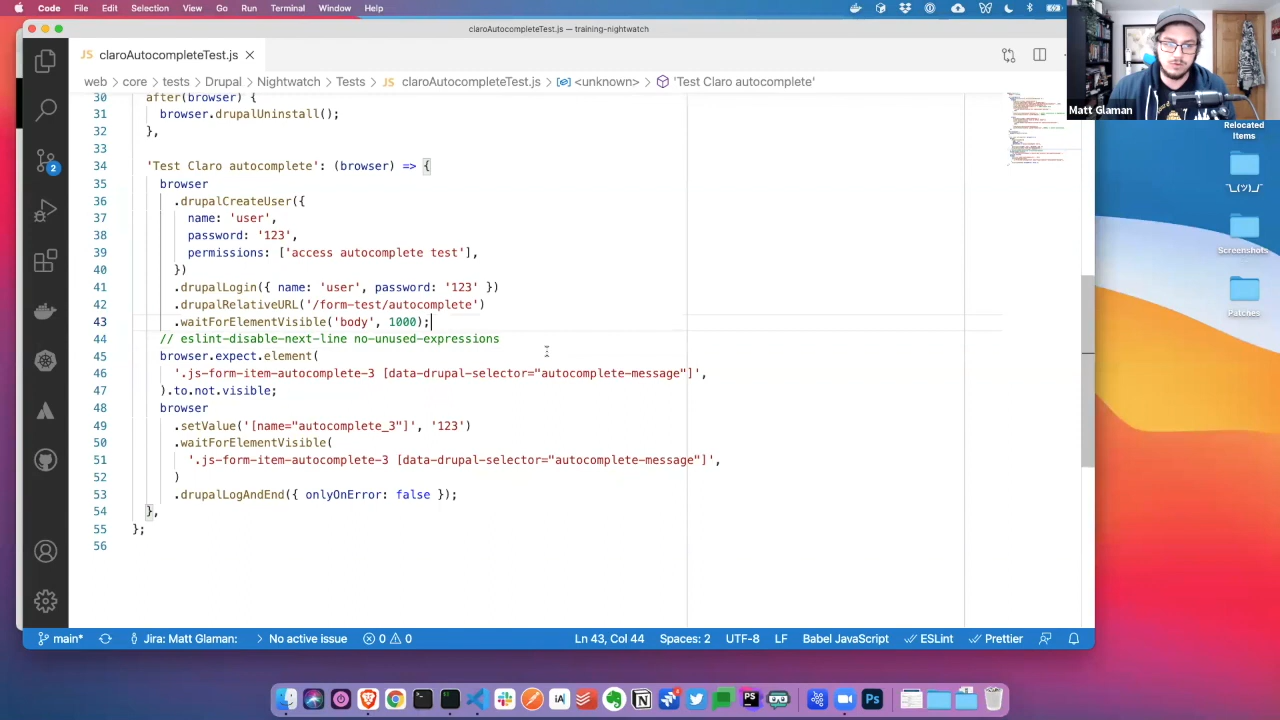 Code File Edit Selection View Go Run Terminal Window Help
claroAutocompleteTest.js — training-nightwatch
JS claroAutocompleteTest.js
web > core > tests > Drupal > Nightwatch > Tests > JS claroAutocompleteTest.js > <unknown> > 'Test Claro autocomplete'
Matt Glaman
30 after(browser) {
31 browser.drupalUninstall();
32 },
33
34 'Test Claro autocomplete': (browser) => {
35 browser
36 .drupalCreateUser({
37 name: 'user',
38 password: '123',
39 permissions: ['access autocomplete test'],
40 })
41 .drupalLogin({ name: 'user', password: '123' })
42 .drupalRelativeURL('/form-test/autocomplete')
43 .waitForElementVisible('body', 1000);
44 // eslint-disable-next-line no-unused-expressions
45 browser.expect.element(
46 '.js-form-item-autocomplete-3 [data-drupal-selector="autocomplete-message"]',
47 ).to.not.visible;
48 browser
49 .setValue('[name="autocomplete_3"]', '123')
50 .waitForElementVisible(
51 '.js-form-item-autocomplete-3 [data-drupal-selector="autocomplete-message"]',
52 )
53 .drupalLogAndEnd({ onlyOnError: false });
54 },
55 };
56
Relocated
Items
¯\_(ツ)_/¯
Screenshots
Patches
2
main* Jira: Matt Glaman: No active issue 0 0 Ln 43, Col 44 Spaces: 2 UTF-8 LF Babel JavaScript ESLint Prettier